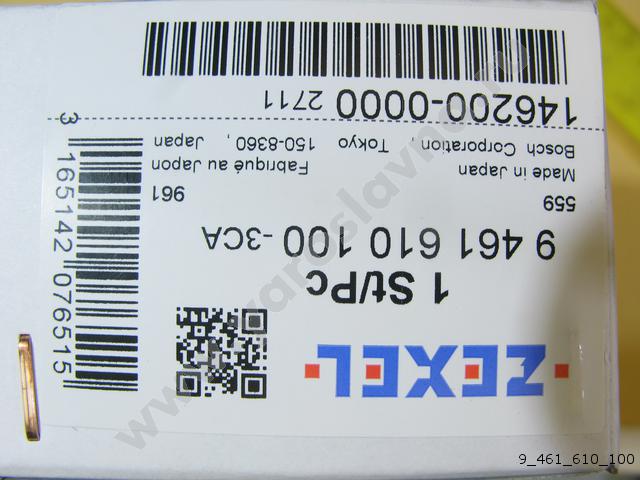 ·ZEXEL·
1 St/Pc
9 461 610 100 -3CA
559
961
Made in Japan
Fabriqué au Japon
Bosch Corporation , Tokyo 150-8360 , Japan
146200-0000 2711
3 165142 076515
9_461_610_100